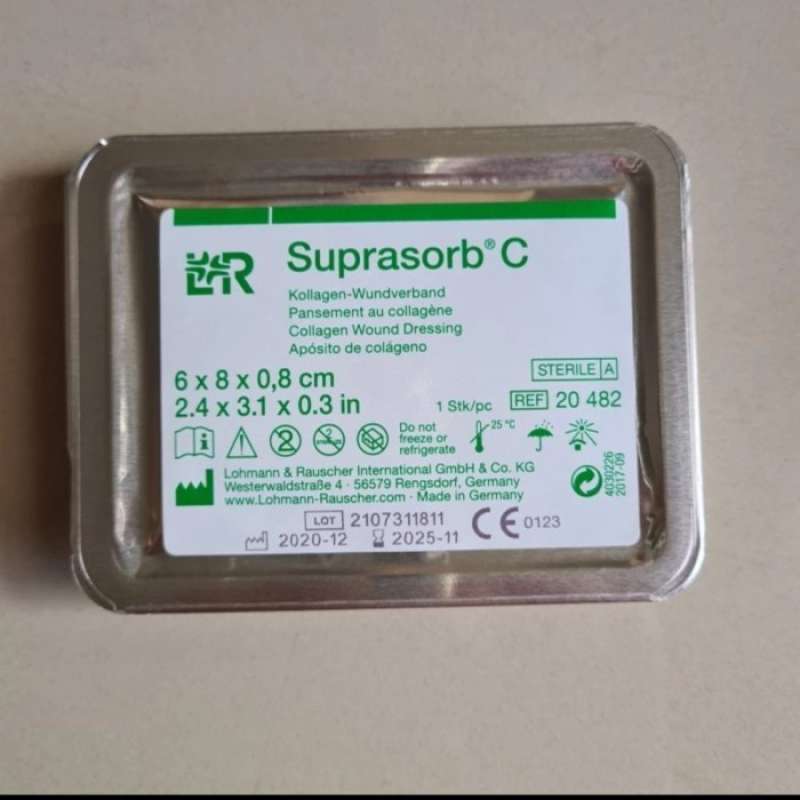 L&R
Suprasorb® C
Kollagen-Wundverband
Pansement au collagène
Collagen Wound Dressing
Apósito de colágeno
6 x 8 x 0,8 cm
2.4 x 3.1 x 0.3 in
1 Stk/pc
STERILE A
REF 20 482
i
2
2
Do not
freeze or
refrigerate
25 °C
Lohmann & Rauscher International GmbH & Co. KG
Westerwaldstraße 4 · 56579 Rengsdorf, Germany
www.Lohmann-Rauscher.com · Made in Germany
4030226
2017-09
LOT 2107311811
CE 0123
2020-12 2025-11